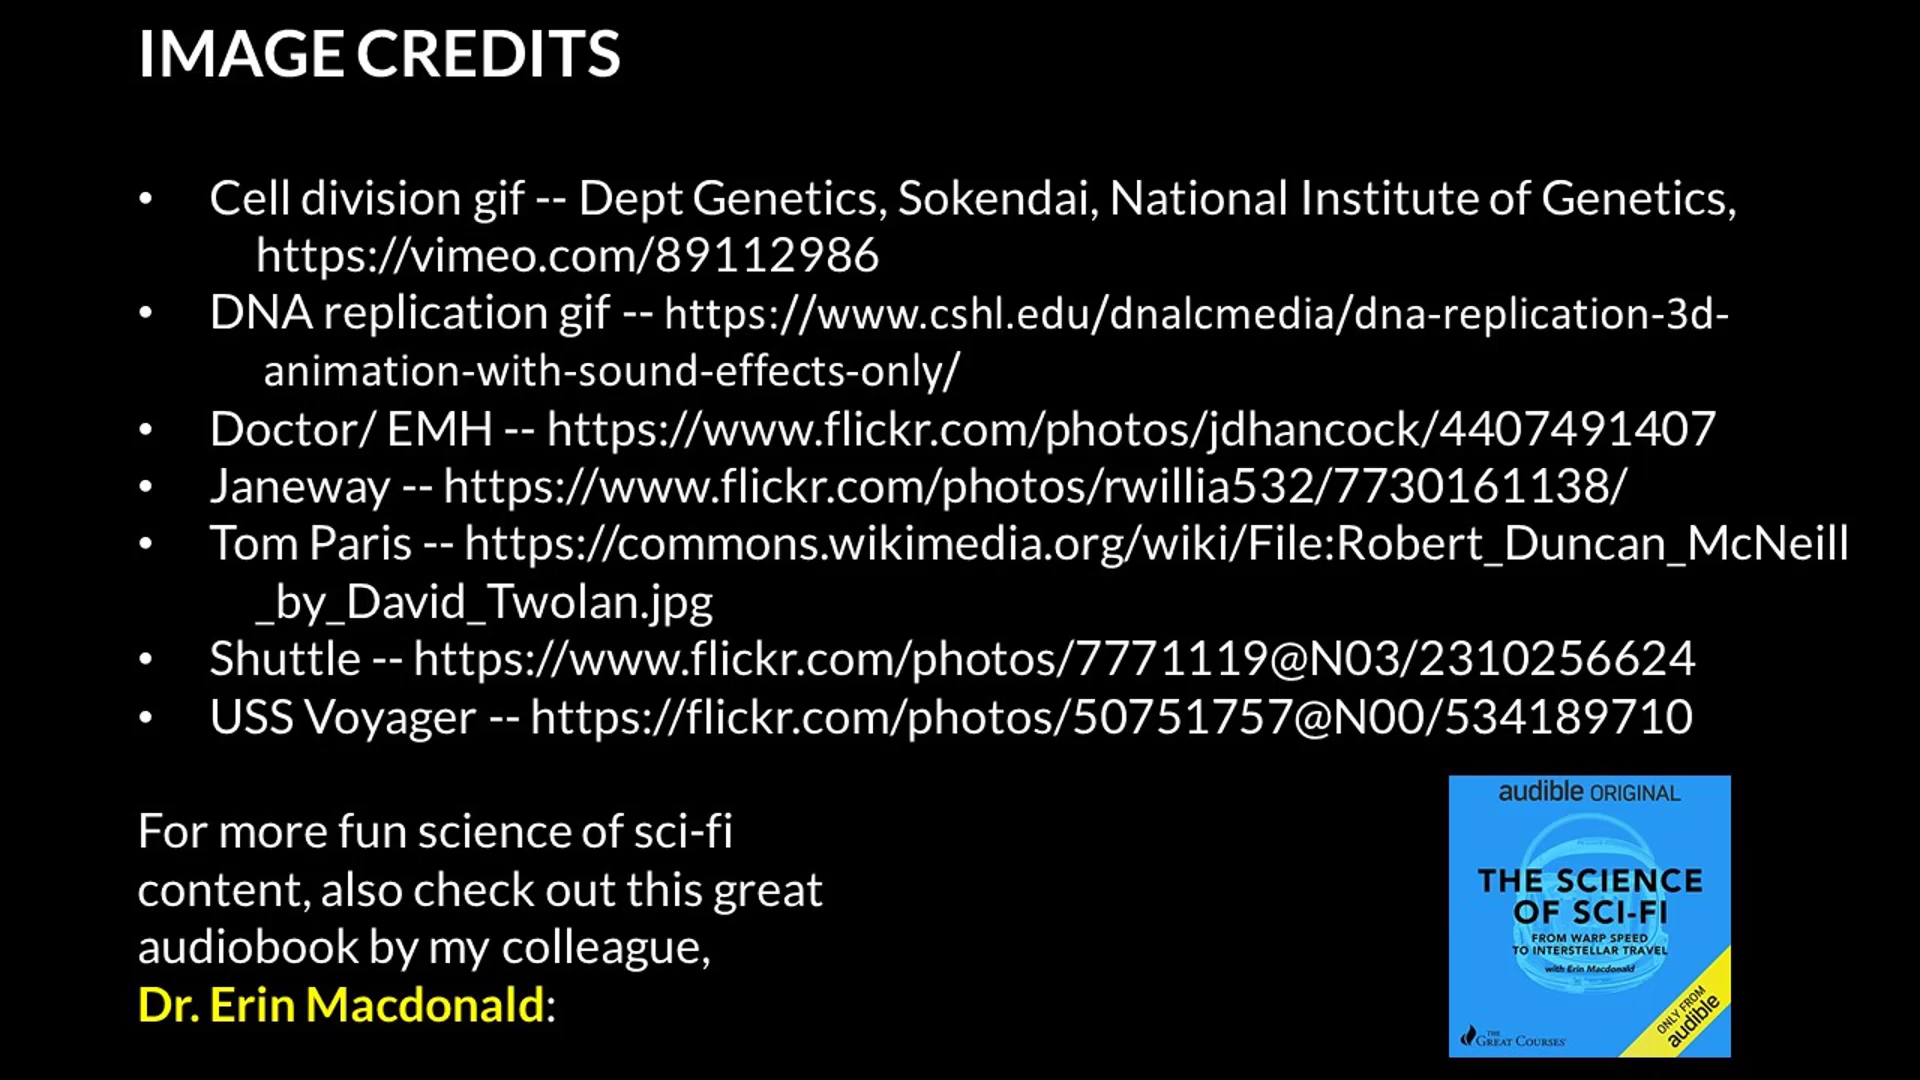 IMAGE CREDITS
• Cell division gif -- Dept Genetics, Sokendai, National Institute of Genetics,
https://vimeo.com/89112986
• DNA replication gif -- https://www.cshl.edu/dnalcmedia/dna-replication-3d-
animation-with-sound-effects-only/
• Doctor/ EMH -- https://www.flickr.com/photos/jdhancock/4407491407
• Janeway -- https://www.flickr.com/photos/rwillia532/7730161138/
• Tom Paris -- https://commons.wikimedia.org/wiki/File:Robert_Duncan_McNeill
_by_David_Twolan.jpg
• Shuttle -- https://www.flickr.com/photos/7771119@N03/2310256624
• USS Voyager -- https://flickr.com/photos/50751757@N00/534189710
For more fun science of sci-fi
content, also check out this great
audiobook by my colleague,
Dr. Erin Macdonald:
audible ORIGINAL
THE SCIENCE
OF SCI-FI
FROM WARP SPEED
TO INTERSTELLAR TRAVEL
with Erin Macdonald
ONLY FROM
audible
THE
GREAT COURSES